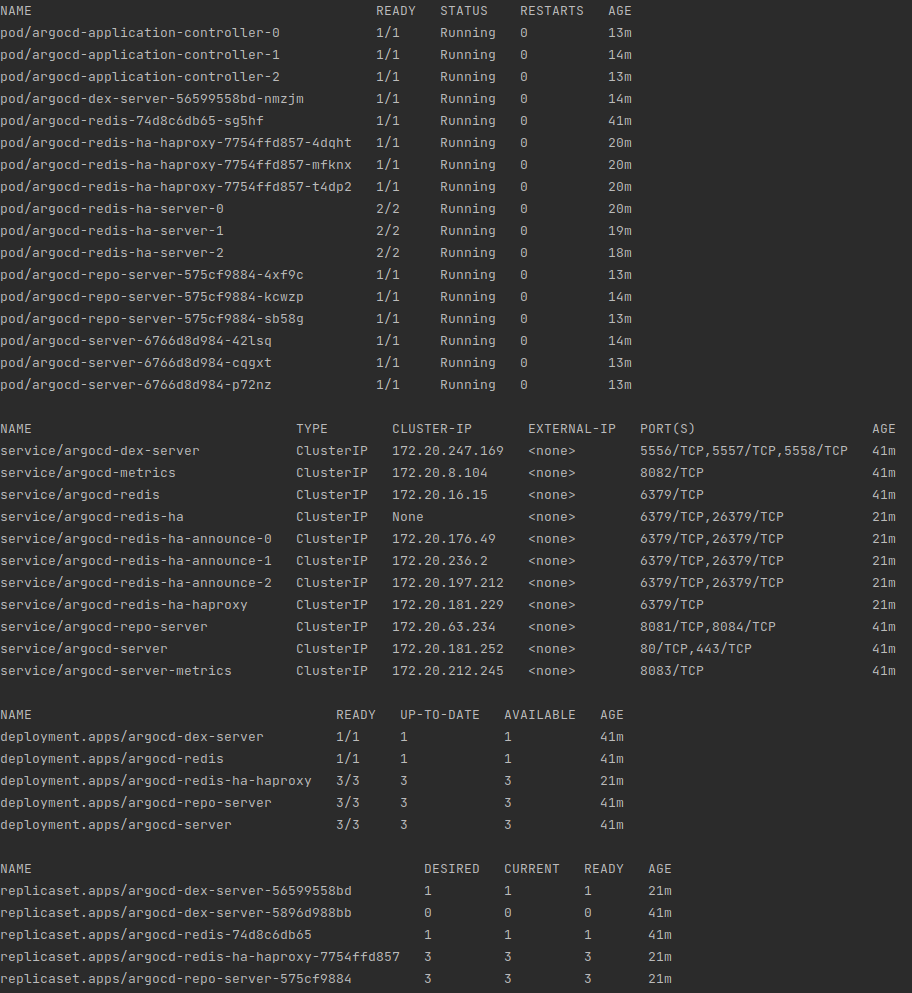 NAME READY STATUS RESTARTS AGE
pod/argocd-application-controller-0 1/1 Running 0 13m
pod/argocd-application-controller-1 1/1 Running 0 14m
pod/argocd-application-controller-2 1/1 Running 0 13m
pod/argocd-dex-server-56599558bd-nmzjm 1/1 Running 0 14m
pod/argocd-redis-74d8c6db65-sg5hf 1/1 Running 0 41m
pod/argocd-redis-ha-haproxy-7754ffd857-4dqht 1/1 Running 0 20m
pod/argocd-redis-ha-haproxy-7754ffd857-mfknx 1/1 Running 0 20m
pod/argocd-redis-ha-haproxy-7754ffd857-t4dp2 1/1 Running 0 20m
pod/argocd-redis-ha-server-0 2/2 Running 0 20m
pod/argocd-redis-ha-server-1 2/2 Running 0 19m
pod/argocd-redis-ha-server-2 2/2 Running 0 18m
pod/argocd-repo-server-575cf9884-4xf9c 1/1 Running 0 13m
pod/argocd-repo-server-575cf9884-kcwzp 1/1 Running 0 14m
pod/argocd-repo-server-575cf9884-sb58g 1/1 Running 0 13m
pod/argocd-server-6766d8d984-42lsq 1/1 Running 0 14m
pod/argocd-server-6766d8d984-cqgxt 1/1 Running 0 13m
pod/argocd-server-6766d8d984-p72nz 1/1 Running 0 13m
NAME TYPE CLUSTER-IP EXTERNAL-IP PORT(S) AGE
service/argocd-dex-server ClusterIP 172.20.247.169 <none> 5556/TCP,5557/TCP,5558/TCP 41m
service/argocd-metrics ClusterIP 172.20.8.104 <none> 8082/TCP 41m
service/argocd-redis ClusterIP 172.20.16.15 <none> 6379/TCP 41m
service/argocd-redis-ha ClusterIP None <none> 6379/TCP,26379/TCP 21m
service/argocd-redis-ha-announce-0 ClusterIP 172.20.176.49 <none> 6379/TCP,26379/TCP 21m
service/argocd-redis-ha-announce-1 ClusterIP 172.20.236.2 <none> 6379/TCP,26379/TCP 21m
service/argocd-redis-ha-announce-2 ClusterIP 172.20.197.212 <none> 6379/TCP,26379/TCP 21m
service/argocd-redis-ha-haproxy ClusterIP 172.20.181.229 <none> 6379/TCP 21m
service/argocd-repo-server ClusterIP 172.20.63.234 <none> 8081/TCP,8084/TCP 41m
service/argocd-server ClusterIP 172.20.181.252 <none> 80/TCP,443/TCP 41m
service/argocd-server-metrics ClusterIP 172.20.212.245 <none> 8083/TCP 41m
NAME READY UP-TO-DATE AVAILABLE AGE
deployment.apps/argocd-dex-server 1/1 1 1 41m
deployment.apps/argocd-redis 1/1 1 1 41m
deployment.apps/argocd-redis-ha-haproxy 3/3 3 3 21m
deployment.apps/argocd-repo-server 3/3 3 3 41m
deployment.apps/argocd-server 3/3 3 3 41m
NAME DESIRED CURRENT READY AGE
replicaset.apps/argocd-dex-server-56599558bd 1 1 1 21m
replicaset.apps/argocd-dex-server-5896d988bb 0 0 0 41m
replicaset.apps/argocd-redis-74d8c6db65 1 1 1 41m
replicaset.apps/argocd-redis-ha-haproxy-7754ffd857 3 3 3 21m
replicaset.apps/argocd-repo-server-575cf9884 3 3 3 21m